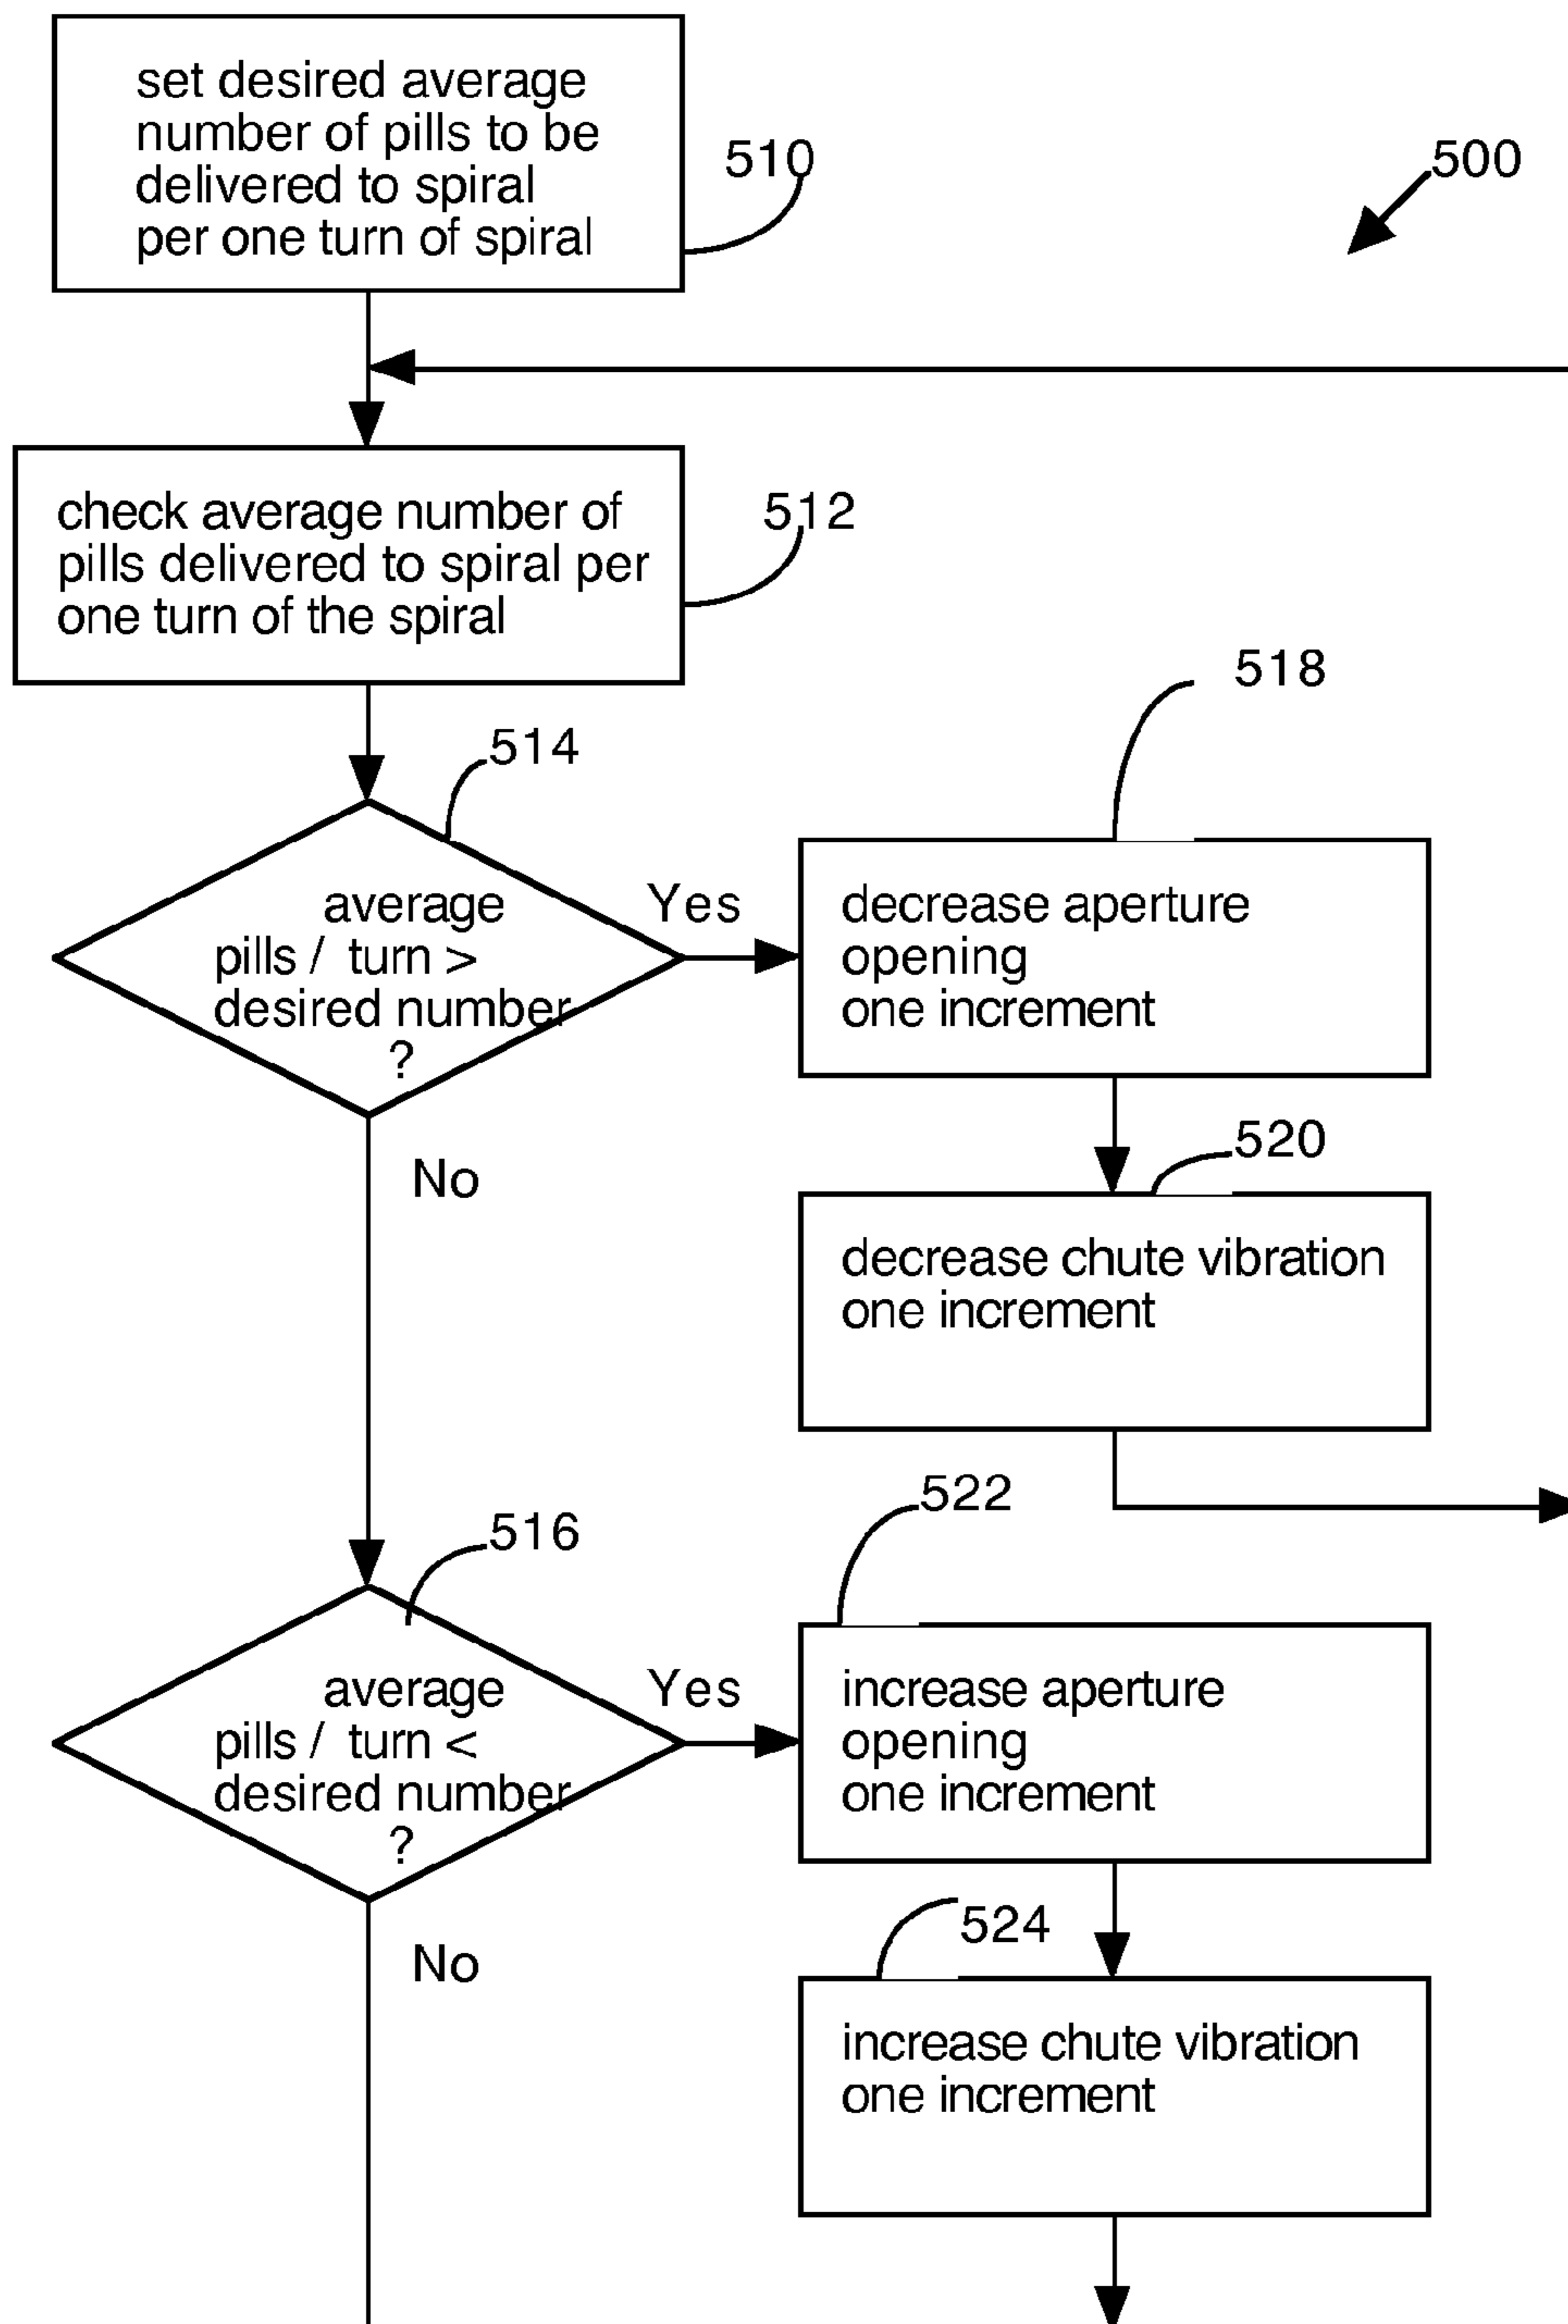 set desired average
number of pills to be
delivered to spiral
per one turn of spiral
510
500
check average number of
pills delivered to spiral per
one turn of the spiral
512
518
514
average
pills / turn >
desired number
?
Yes
decrease aperture
opening
one increment
No
520
decrease chute vibration
one increment
522
516
average
pills / turn <
desired number
?
Yes
increase aperture
opening
one increment
524
No
increase chute vibration
one increment